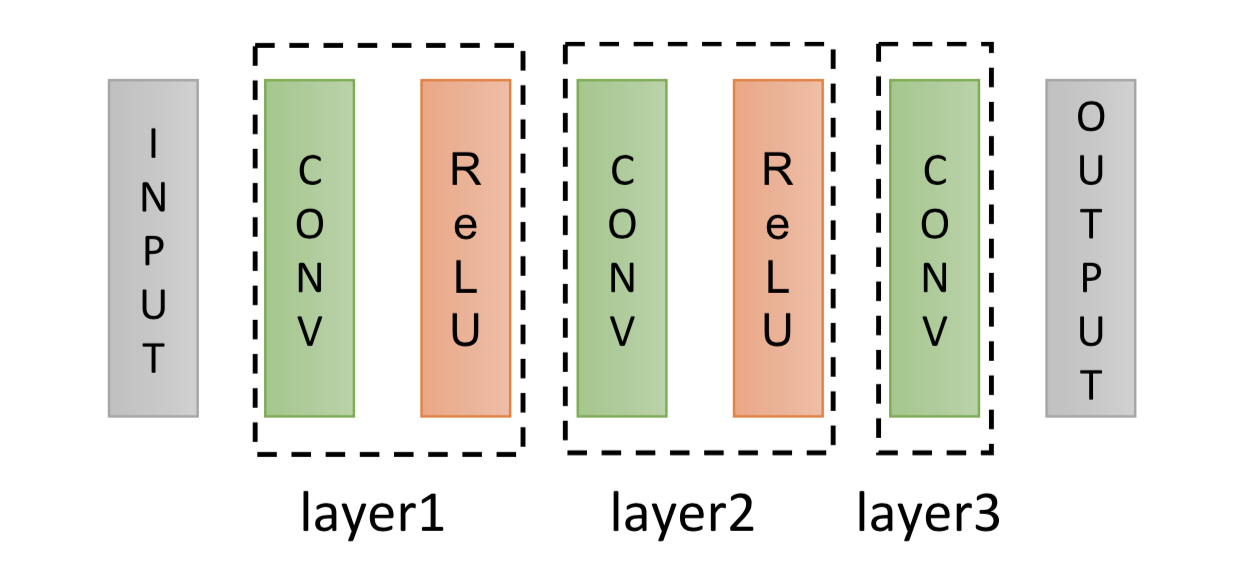 INPUT
CONV
ReLU
CONV
ReLU
CONV
OUTPUT
layer1
layer2
layer3